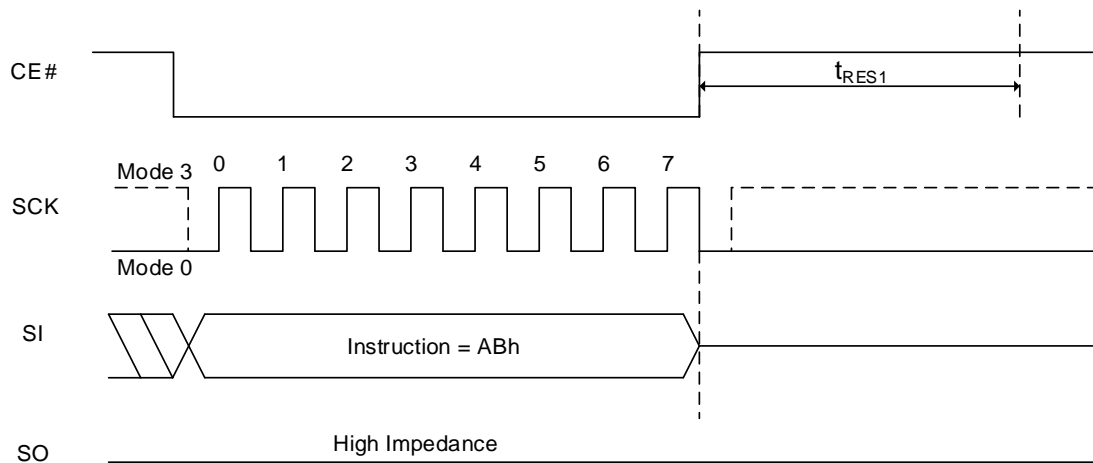 CE#
tRES1
Mode 3
0 1 2 3 4 5 6 7
SCK
Mode 0
SI
Instruction = ABh
High Impedance
SO